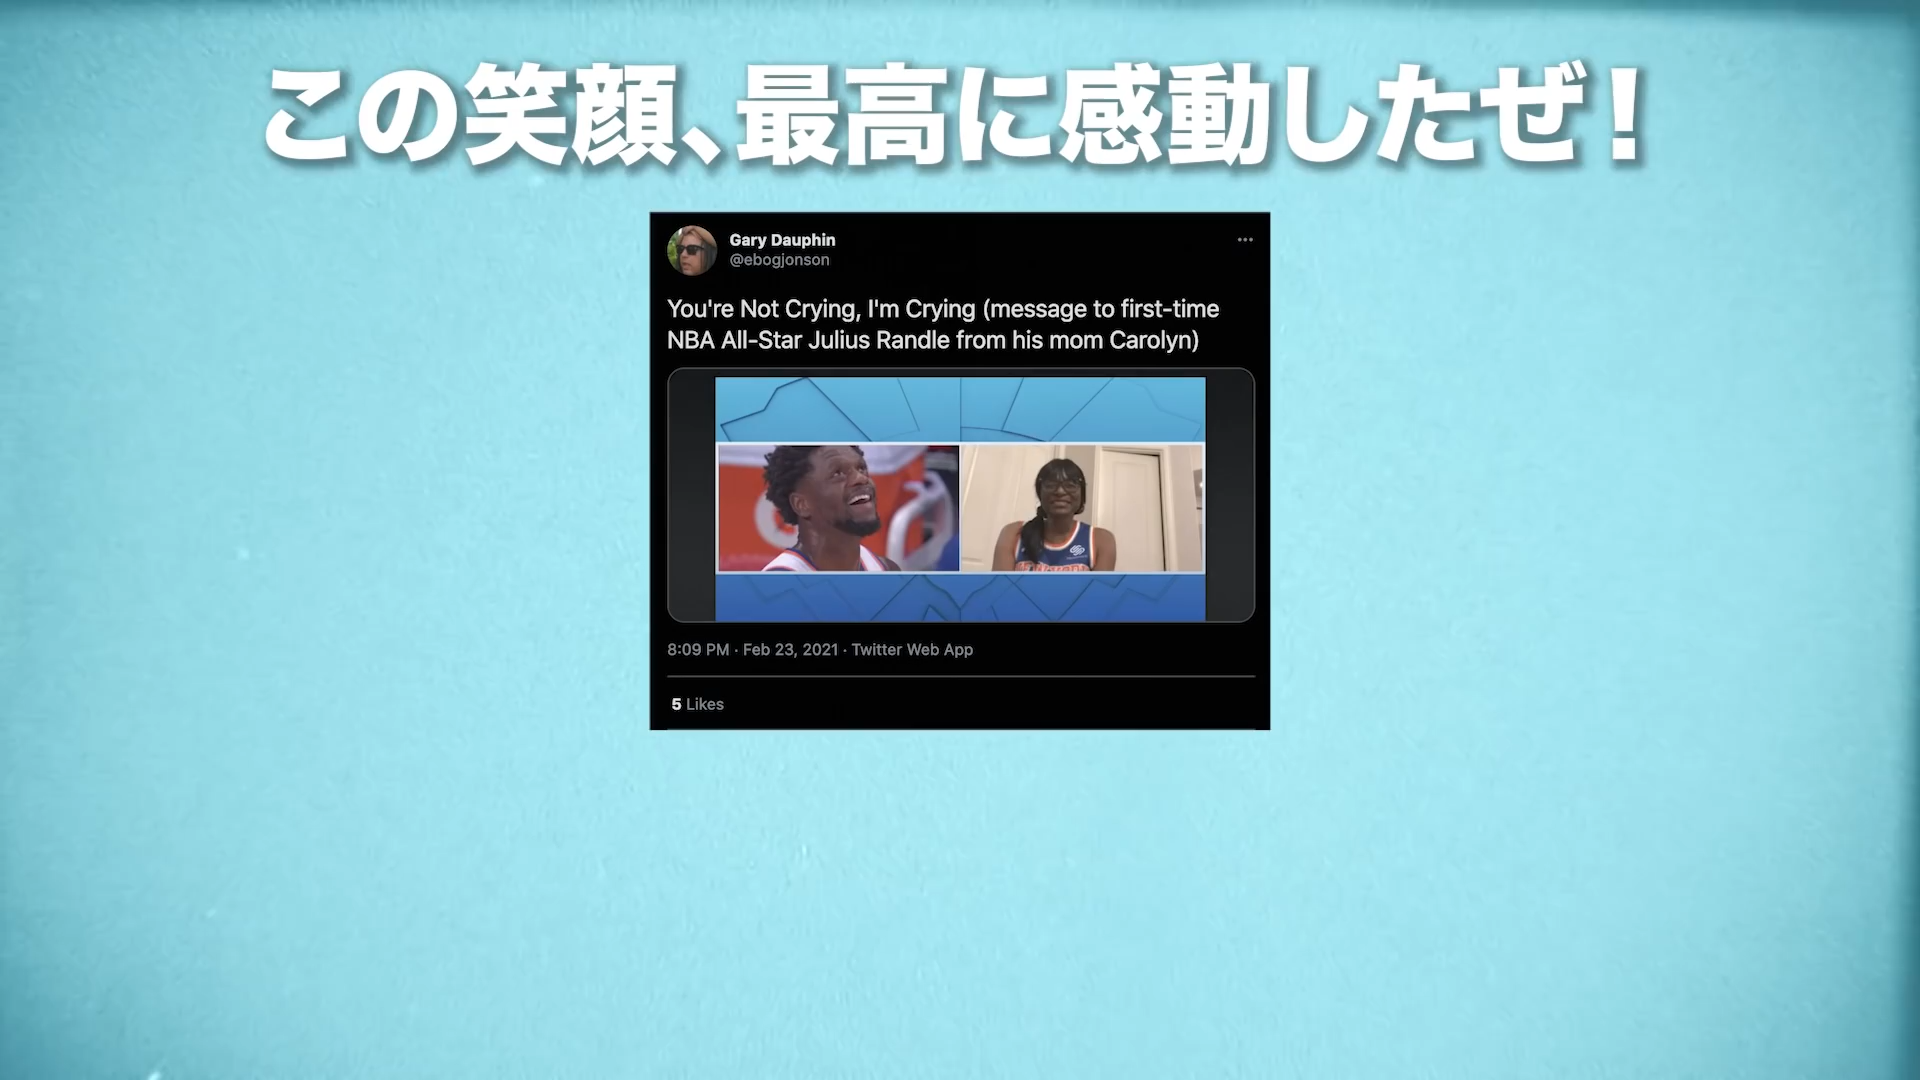 この笑顔、最高に感動したぜ！
Gary Dauphin
@ebogjonson
You're Not Crying, I'm Crying (message to first-time
NBA All-Star Julius Randle from his mom Carolyn)
8:09 PM · Feb 23, 2021 · Twitter Web App
5 Likes